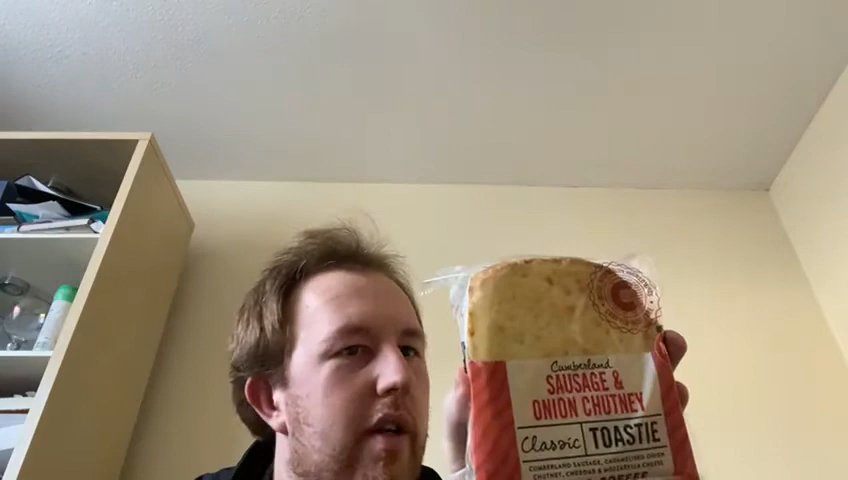 Cumberland
SAUSAGE &
ONION CHUTNEY
Classic TOASTIE
CUMBERLAND SAUSAGE, CARAMELISED ONION
CHUTNEY, CHEDDAR & MOZZARELLA CHEESE